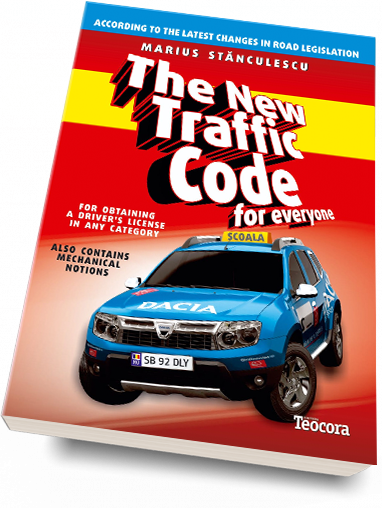 ACCORDING TO THE LATEST CHANGES IN ROAD LEGISLATION
MARIUS STĂNCULESCU
The New
Traffic
Code
for everyone
FOR OBTAINING
A DRIVER'S LICENSE
IN ANY CATEGORY
ALSO CONTAINS
MECHANICAL
NOTIONS
ȘCOALA
DACIA
SB 92 DLY
Teocora